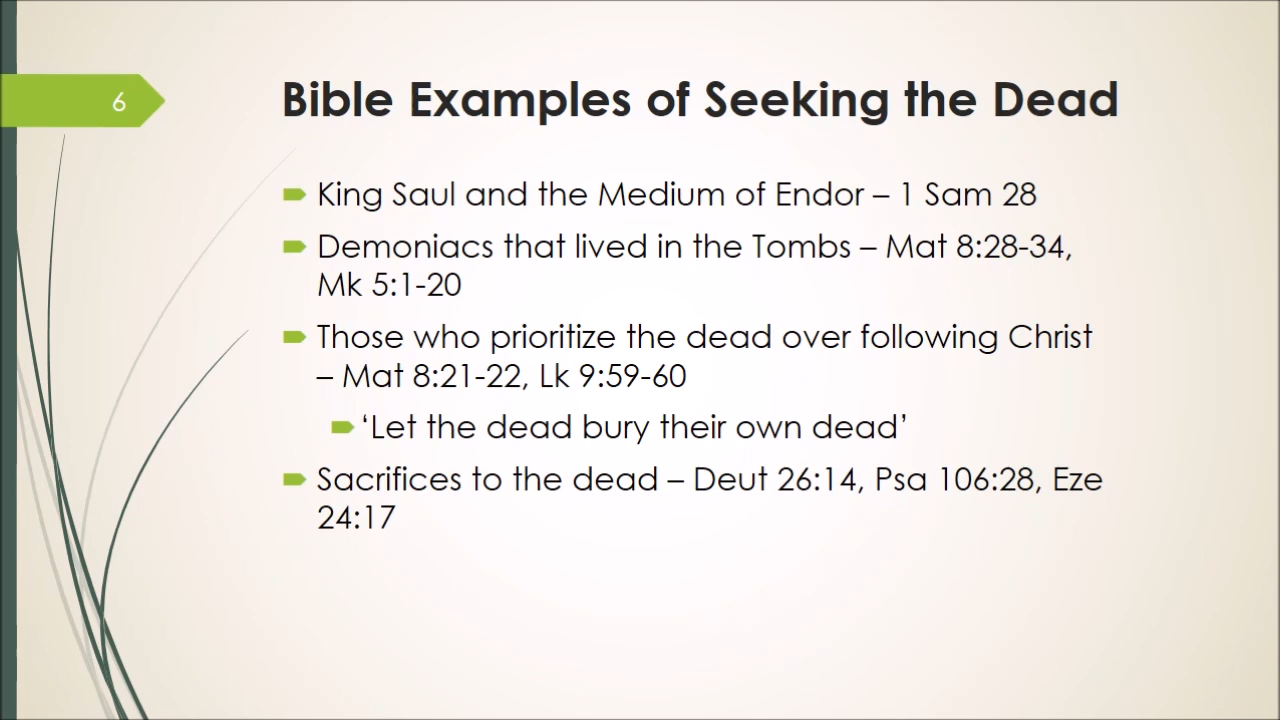 6
Bible Examples of Seeking the Dead
King Saul and the Medium of Endor – 1 Sam 28
Demoniacs that lived in the Tombs – Mat 8:28-34,
Mk 5:1-20
Those who prioritize the dead over following Christ
– Mat 8:21-22, Lk 9:59-60
‘Let the dead bury their own dead’
Sacrifices to the dead – Deut 26:14, Psa 106:28, Eze
24:17